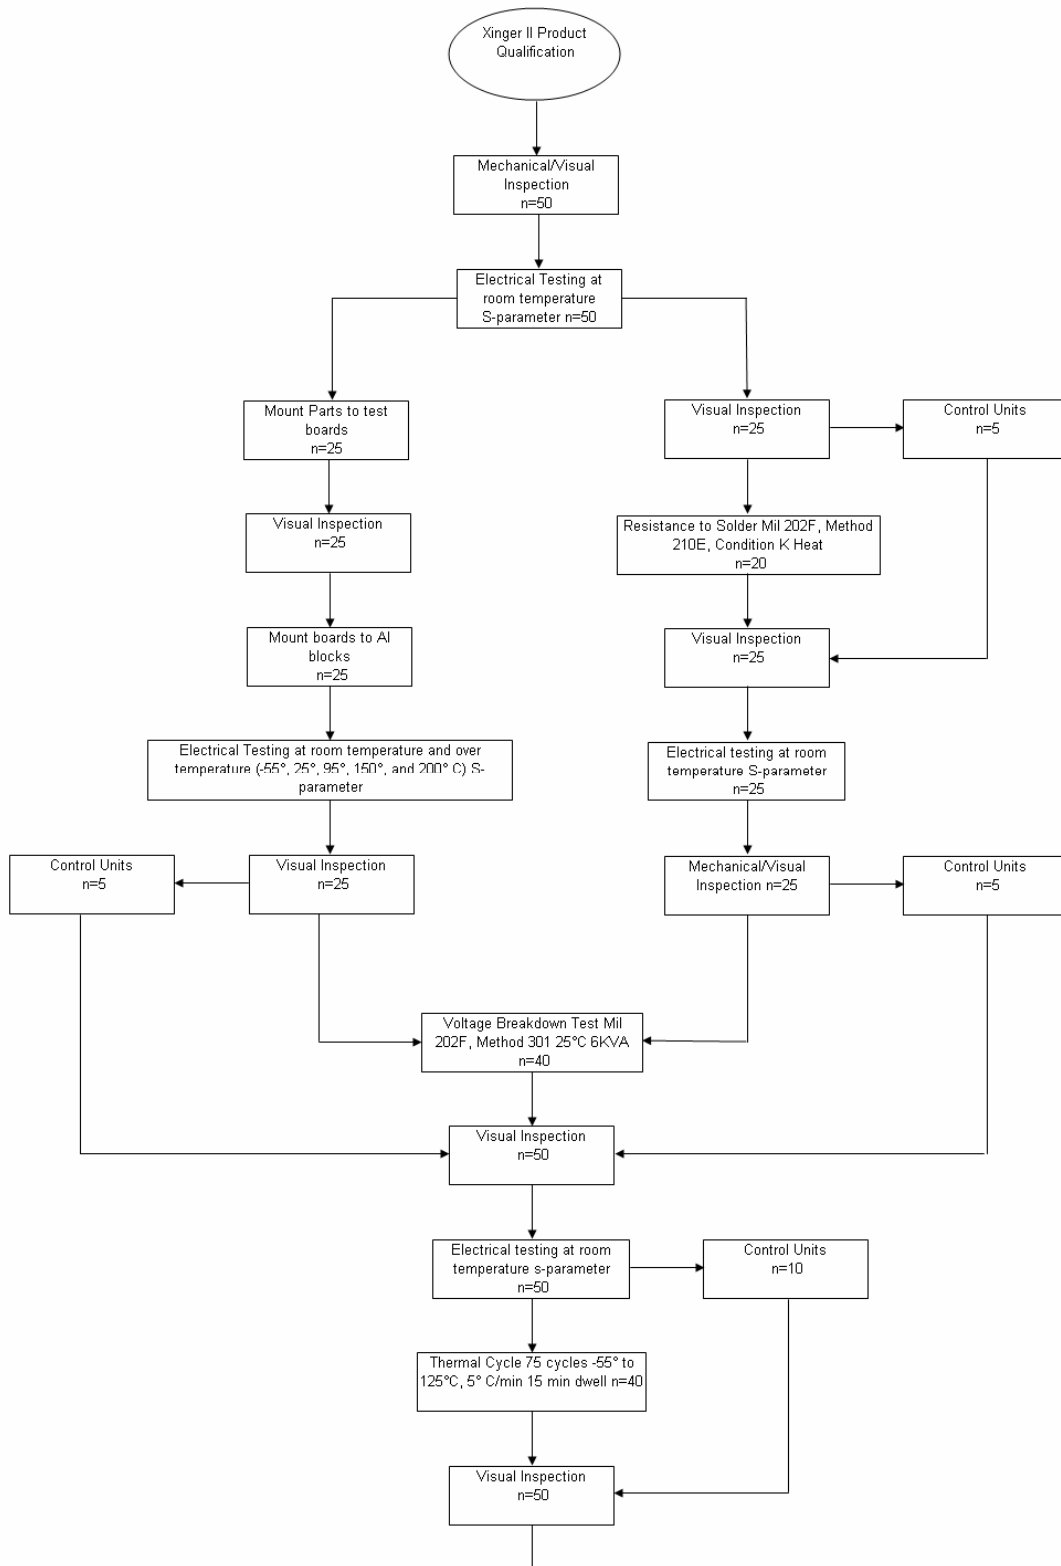 Xinger II Product
Qualification
Mechanical/Visual
Inspection
n=50
Electrical Testing at
room temperature
S-parameter n=50
Mount Parts to test
boards
n=25
Visual Inspection
n=25
Control Units
n=5
Visual Inspection
n=25
Resistance to Solder Mil 202F, Method
210E, Condition K Heat
n=20
Mount boards to Al
blocks
n=25
Visual Inspection
n=25
Electrical Testing at room temperature and over
temperature (-55°, 25°, 95°, 150°, and 200° C) S-
parameter
Electrical testing at room
temperature S-parameter
n=25
Control Units
n=5
Visual Inspection
n=25
Mechanical/Visual
Inspection n=25
Control Units
n=5
Voltage Breakdown Test Mil
202F, Method 301 25°C 6KVA
n=40
Visual Inspection
n=50
Electrical testing at room
temperature s-parameter
n=50
Control Units
n=10
Thermal Cycle 75 cycles -55° to
125°C, 5° C/min 15 min dwell n=40
Visual Inspection
n=50